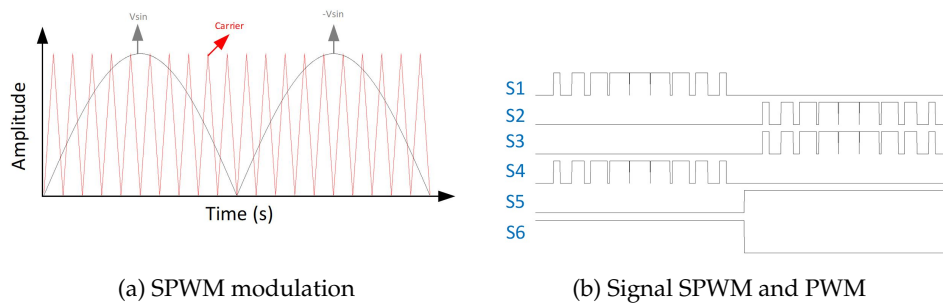 Vsin
-Vsin
Carrier
Amplitude
Time (s)
(a) SPWM modulation
S1
S2
S3
S4
S5
S6
(b) Signal SPWM and PWM